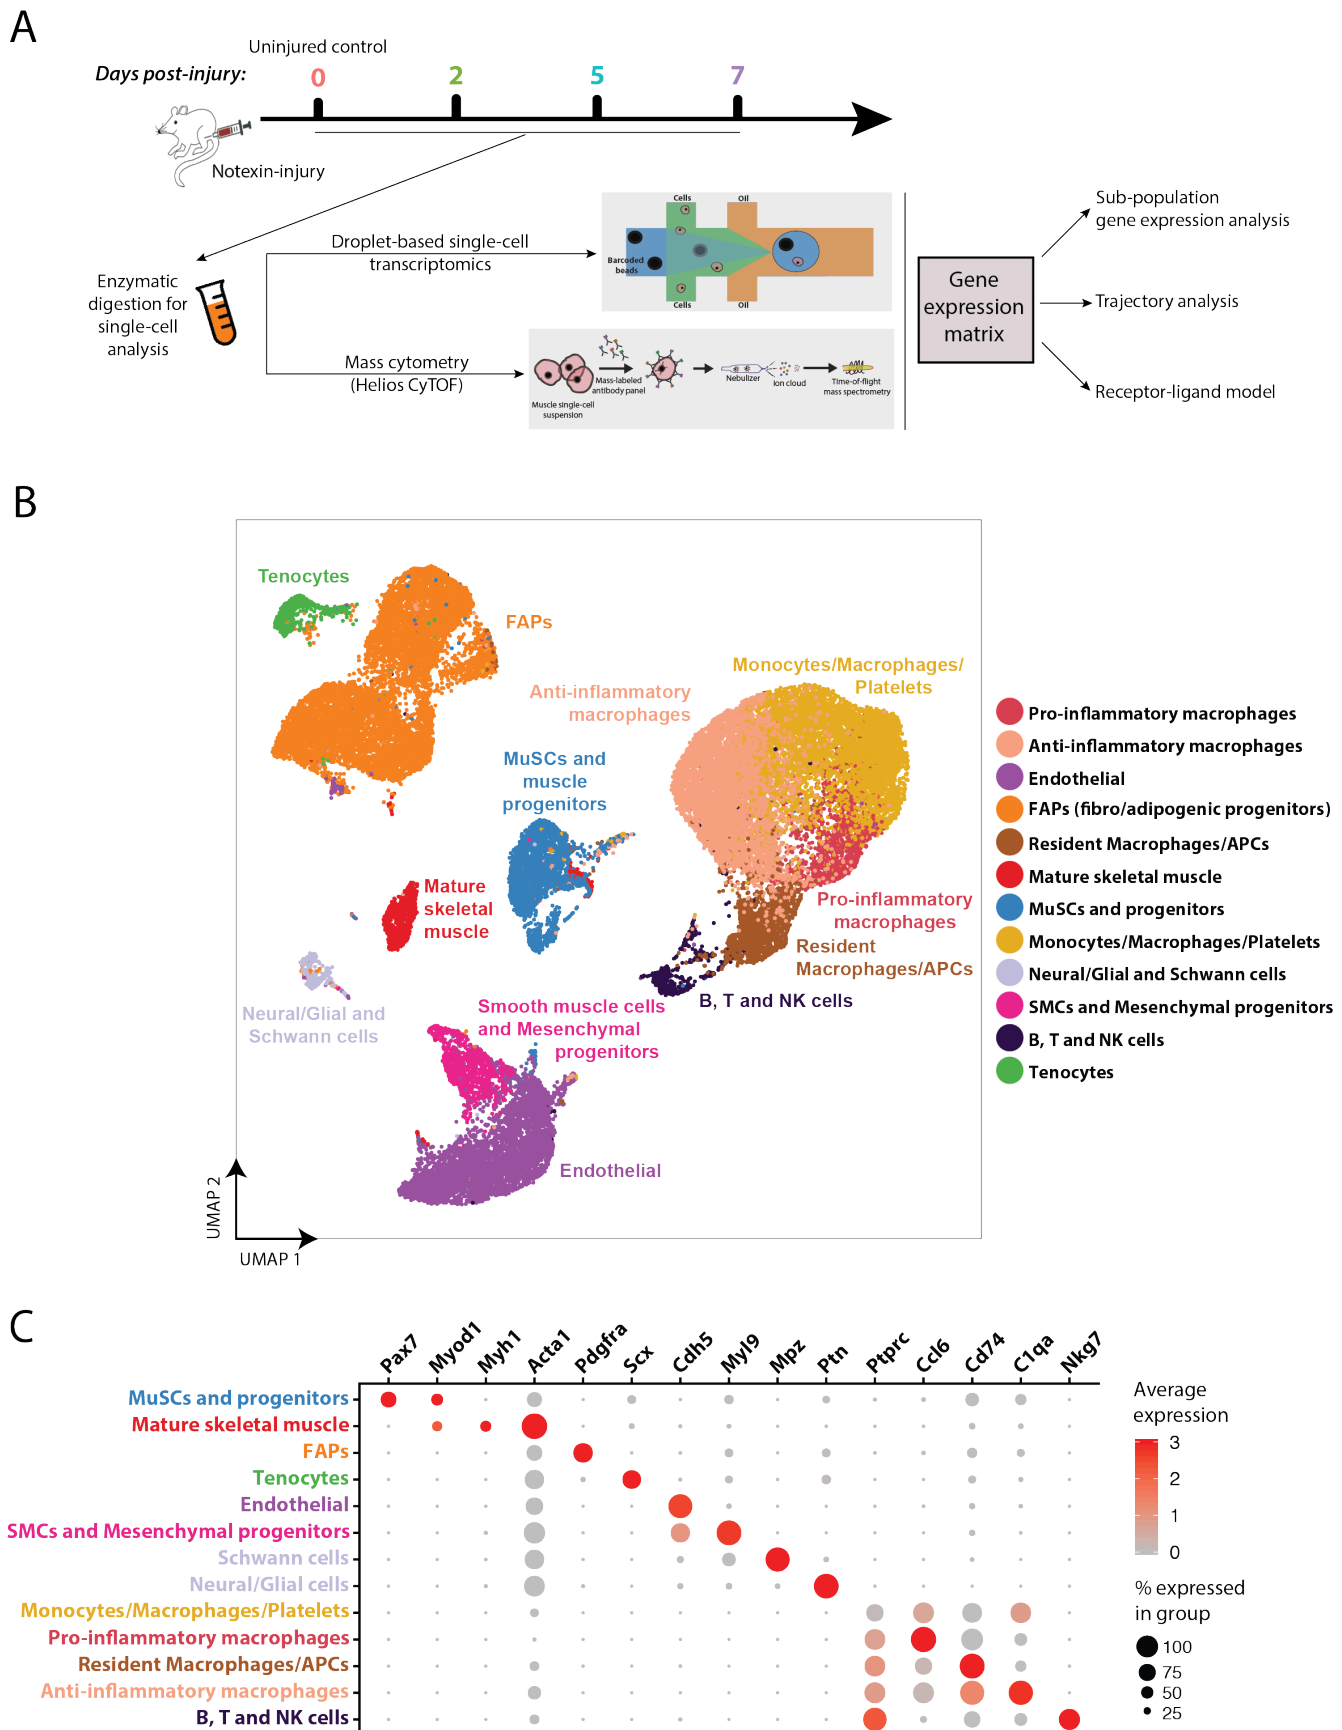 A
Uninjured control
Days post-injury:
0
2
5
7
Notexin-injury
Enzymatic
digestion for
single-cell
analysis
Droplet-based single-cell
transcriptomics
Cells
Oil
Barcoded
beads
Cells
Oil
Mass cytometry
(Helios CyTOF)
Muscle single-cell
suspension
Mass-labeled
antibody panel
Nebulizer
Ion cloud
Time-of-flight
mass spectrometry
Gene
expression
matrix
Sub-population
gene expression analysis
Trajectory analysis
Receptor-ligand model
B
Tenocytes
FAPs
Monocytes/Macrophages/
Platelets
Anti-inflammatory
macrophages
MuSCs and
muscle
progenitors
Mature
skeletal
muscle
Pro-inflammatory
macrophages
Resident
Macrophages/APCs
B, T and NK cells
Neural/Glial and
Schwann cells
Smooth muscle cells
and Mesenchymal
progenitors
Endothelial
UMAP 2
UMAP 1
Pro-inflammatory macrophages
Anti-inflammatory macrophages
Endothelial
FAPs (fibro/adipogenic progenitors)
Resident Macrophages/APCs
Mature skeletal muscle
MuSCs and progenitors
Monocytes/Macrophages/Platelets
Neural/Glial and Schwann cells
SMCs and Mesenchymal progenitors
B, T and NK cells
Tenocytes
C
Pax7
Myod1
Myh1
Acta1
Pdgfra
Scx
Cdh5
Myl9
Mpz
Ptn
Ptprc
Ccl6
Cd74
C1qa
Nkg7
MuSCs and progenitors
Mature skeletal muscle
FAPs
Tenocytes
Endothelial
SMCs and Mesenchymal progenitors
Schwann cells
Neural/Glial cells
Monocytes/Macrophages/Platelets
Pro-inflammatory macrophages
Resident Macrophages/APCs
Anti-inflammatory macrophages
B, T and NK cells
Average
expression
3
2
1
0
% expressed
in group
100
75
50
25